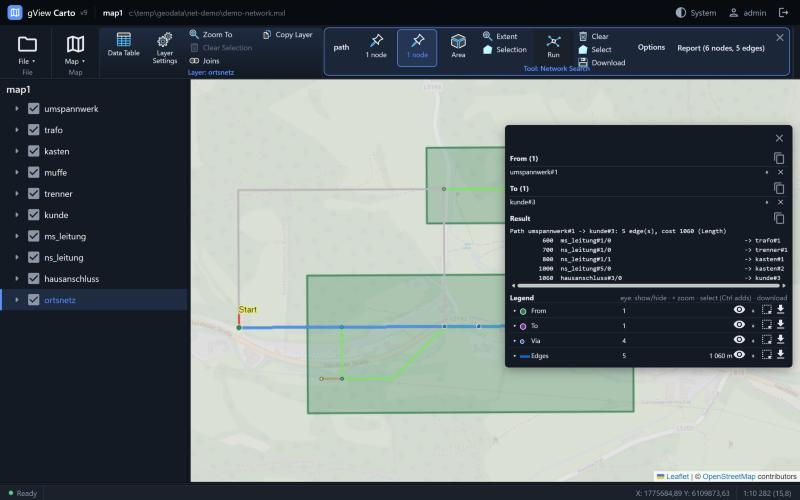 gView Carto v9 map1 c:\temp\geodata\net-demo\demo-network.mxl System admin
File
File
Map
Map
Data Table
Layer Settings
Zoom To
Clear Selection
Joins
Copy Layer
Layer: ortsnetz
path
1 node
1 node
Area
Extent
Selection
Run
Clear
Select
Download
Options
Report (6 nodes, 5 edges)
Tool: Network Search
map1
umspannwerk
trafo
kasten
muffe
trenner
kunde
ms_leitung
ns_leitung
hausanschluss
ortsnetz
Start
From (1)
umspannwerk#1
To (1)
kunde#3
Result
Path umspannwerk#1 -> kunde#3: 5 edge(s), cost 1060 (Length)
600 ms_leitung#1/0 -> trafo#1
700 ns_leitung#1/0 -> trenner#1
800 ns_leitung#1/1 -> kasten#1
1000 ns_leitung#5/0 -> kasten#2
1060 hausanschluss#3/0 -> kunde#3
Legend eye: show/hide · + zoom · select (Ctrl adds) · download
From 1
To 1
Via 4
Edges 5 1 060 m
Leaflet | © OpenStreetMap contributors
Ready
X: 1775684,89 Y: 6109873,63 1:10 282 (15,8)